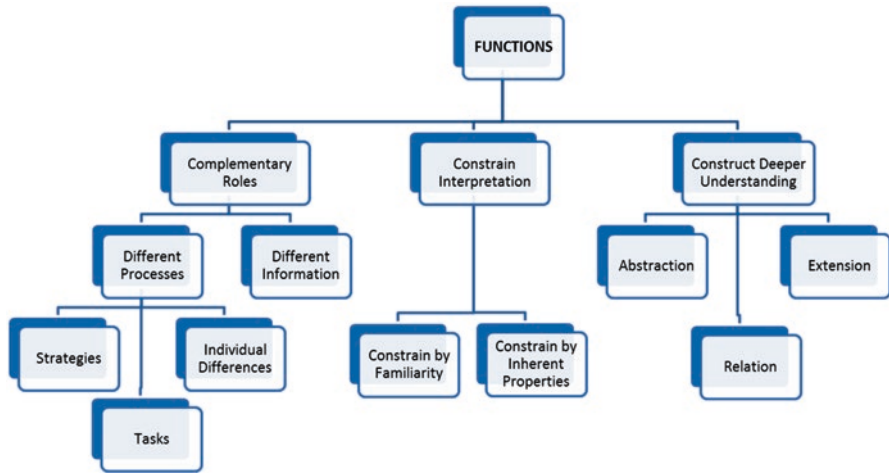 FUNCTIONS
Complementary
Roles
Constrain
Interpretation
Construct Deeper
Understanding
Different
Processes
Different
Information
Abstraction
Extension
Strategies
Individual
Differences
Constrain by
Familiarity
Constrain by
Inherent
Properties
Relation
Tasks